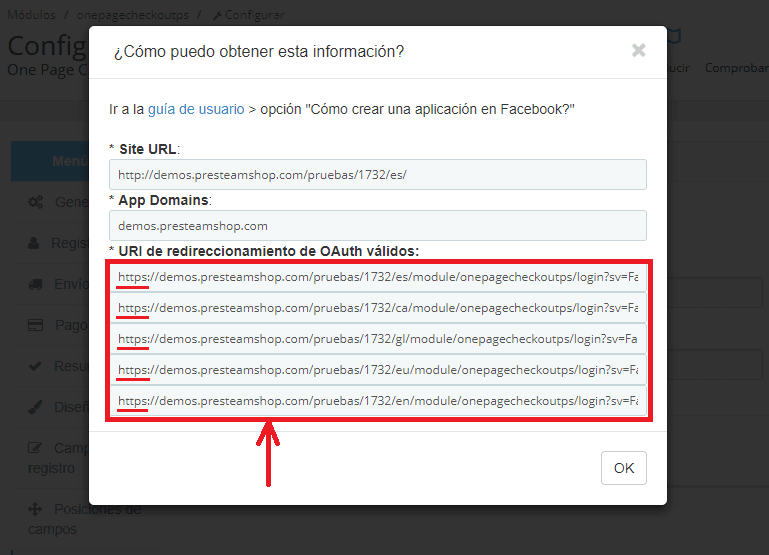 Módulos / onepagecheckoutps / Configurar
Config
One Page C
ucir Comprobar
¿Cómo puedo obtener esta información?
Ir a la guía de usuario > opción "Cómo crear una aplicación en Facebook?"
* Site URL:
http://demos.presteamshop.com/pruebas/1732/es/
* App Domains:
demos.presteamshop.com
* URI de redireccionamiento de OAuth válidos:
https://demos.presteamshop.com/pruebas/1732/es/module/onepagecheckoutps/login?sv=Fa
https://demos.presteamshop.com/pruebas/1732/ca/module/onepagecheckoutps/login?sv=Fa
https://demos.presteamshop.com/pruebas/1732/gl/module/onepagecheckoutps/login?sv=Fa
https://demos.presteamshop.com/pruebas/1732/eu/module/onepagecheckoutps/login?sv=Fa
https://demos.presteamshop.com/pruebas/1732/en/module/onepagecheckoutps/login?sv=Fa
OK
Menú
Gene
Regist
Envío
Pago
Resu
Diseñ
Camp
registro
Posiciones de
campos